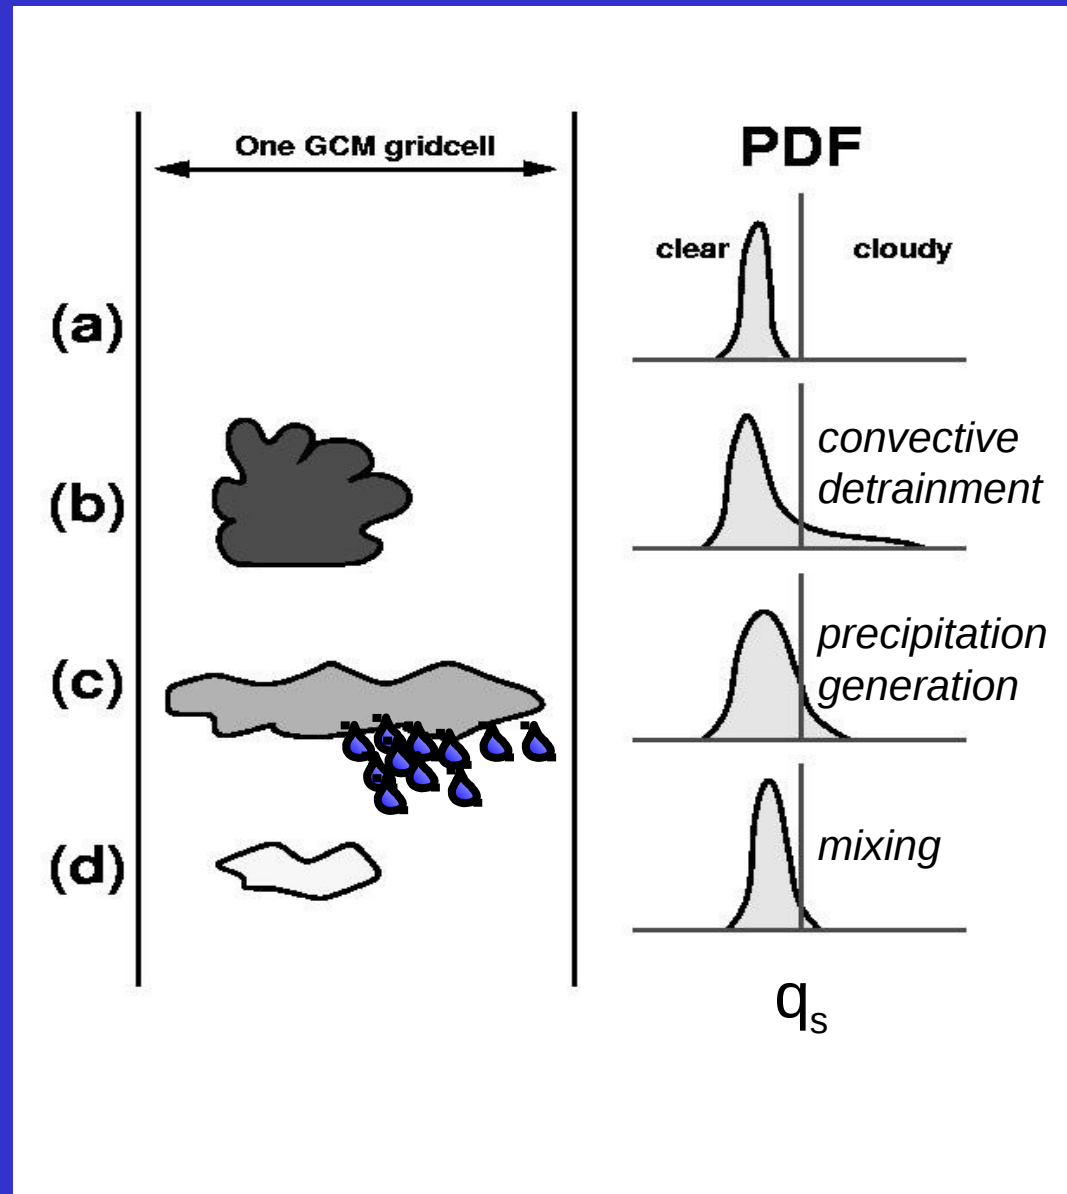 One GCM gridcell
PDF
clear
cloudy
(a)
(b)
convective
detrainment
(c)
precipitation
generation
(d)
mixing
qs